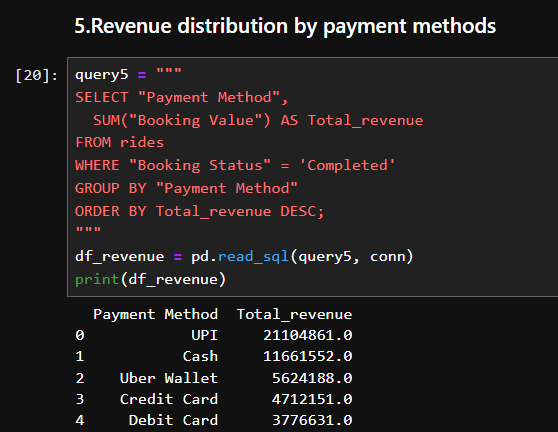 5.Revenue distribution by payment methods
[20]: query5 = """
SELECT "Payment Method",
  SUM("Booking Value") AS Total_revenue
FROM rides
WHERE "Booking Status" = 'Completed'
GROUP BY "Payment Method"
ORDER BY Total_revenue DESC;
"""
df_revenue = pd.read_sql(query5, conn)
print(df_revenue)
  Payment Method  Total_revenue
0            UPI     21104861.0
1           Cash     11661552.0
2    Uber Wallet      5624188.0
3    Credit Card      4712151.0
4     Debit Card      3776631.0